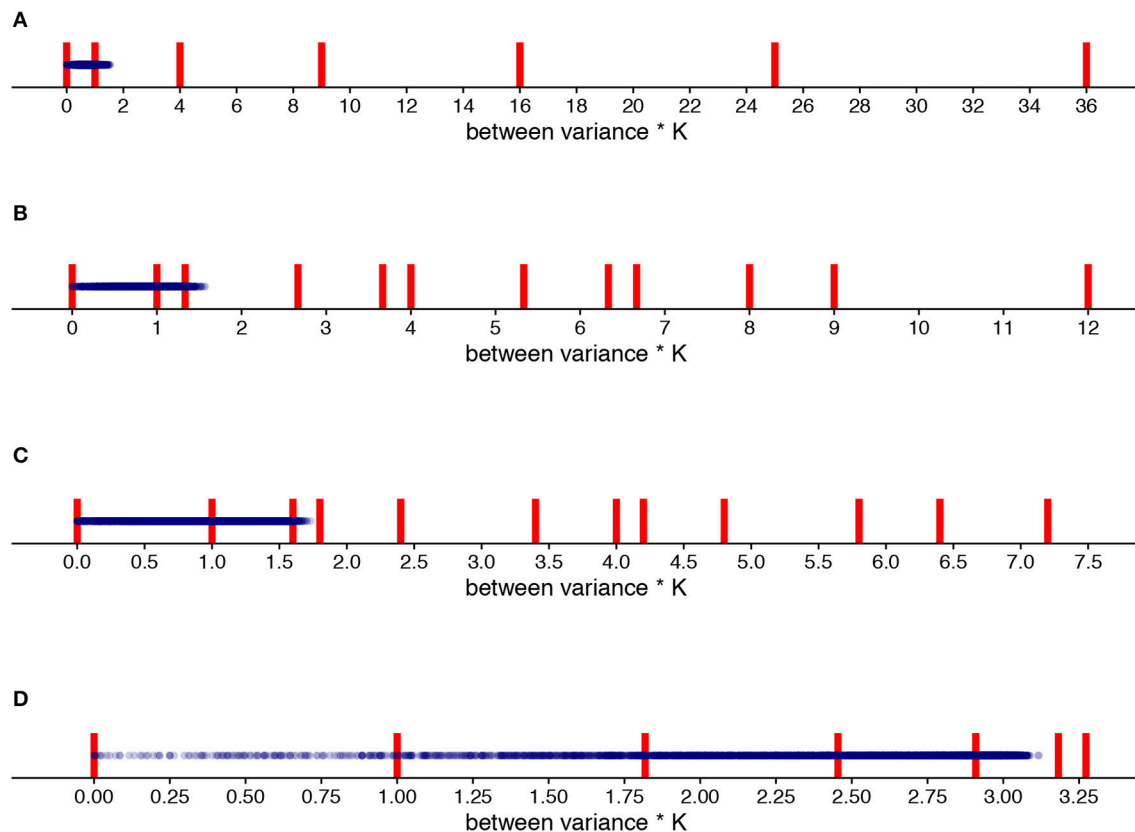 A
0 2 4 6 8 10 12 14 16 18 20 22 24 26 28 30 32 34 36
between variance * K
B
0 1 2 3 4 5 6 7 8 9 10 11 12
between variance * K
C
0.0 0.5 1.0 1.5 2.0 2.5 3.0 3.5 4.0 4.5 5.0 5.5 6.0 6.5 7.0 7.5
between variance * K
D
0.00 0.25 0.50 0.75 1.00 1.25 1.50 1.75 2.00 2.25 2.50 2.75 3.00 3.25
between variance * K